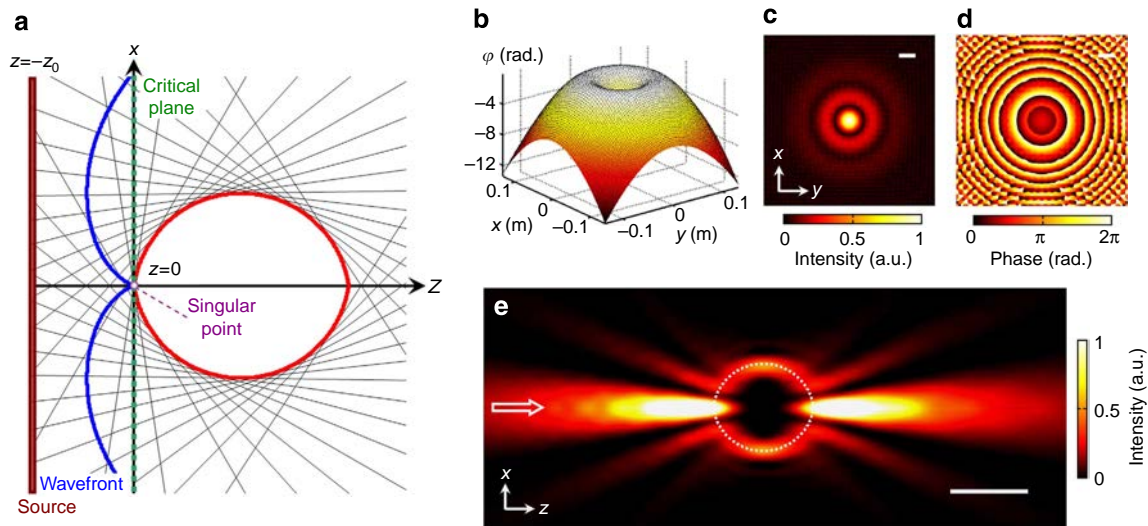 a
z=−z0
x
Critical
plane
z=0
Z
Singular
point
Wavefront
Source
b
φ (rad.)
−4
−8
−12
0.1
0
−0.1
x (m)
−0.1
0
0.1
y (m)
c
x
y
0 0.5 1
Intensity (a.u.)
d
0 π 2π
Phase (rad.)
e
x
z
1
0.5
0
Intensity (a.u.)